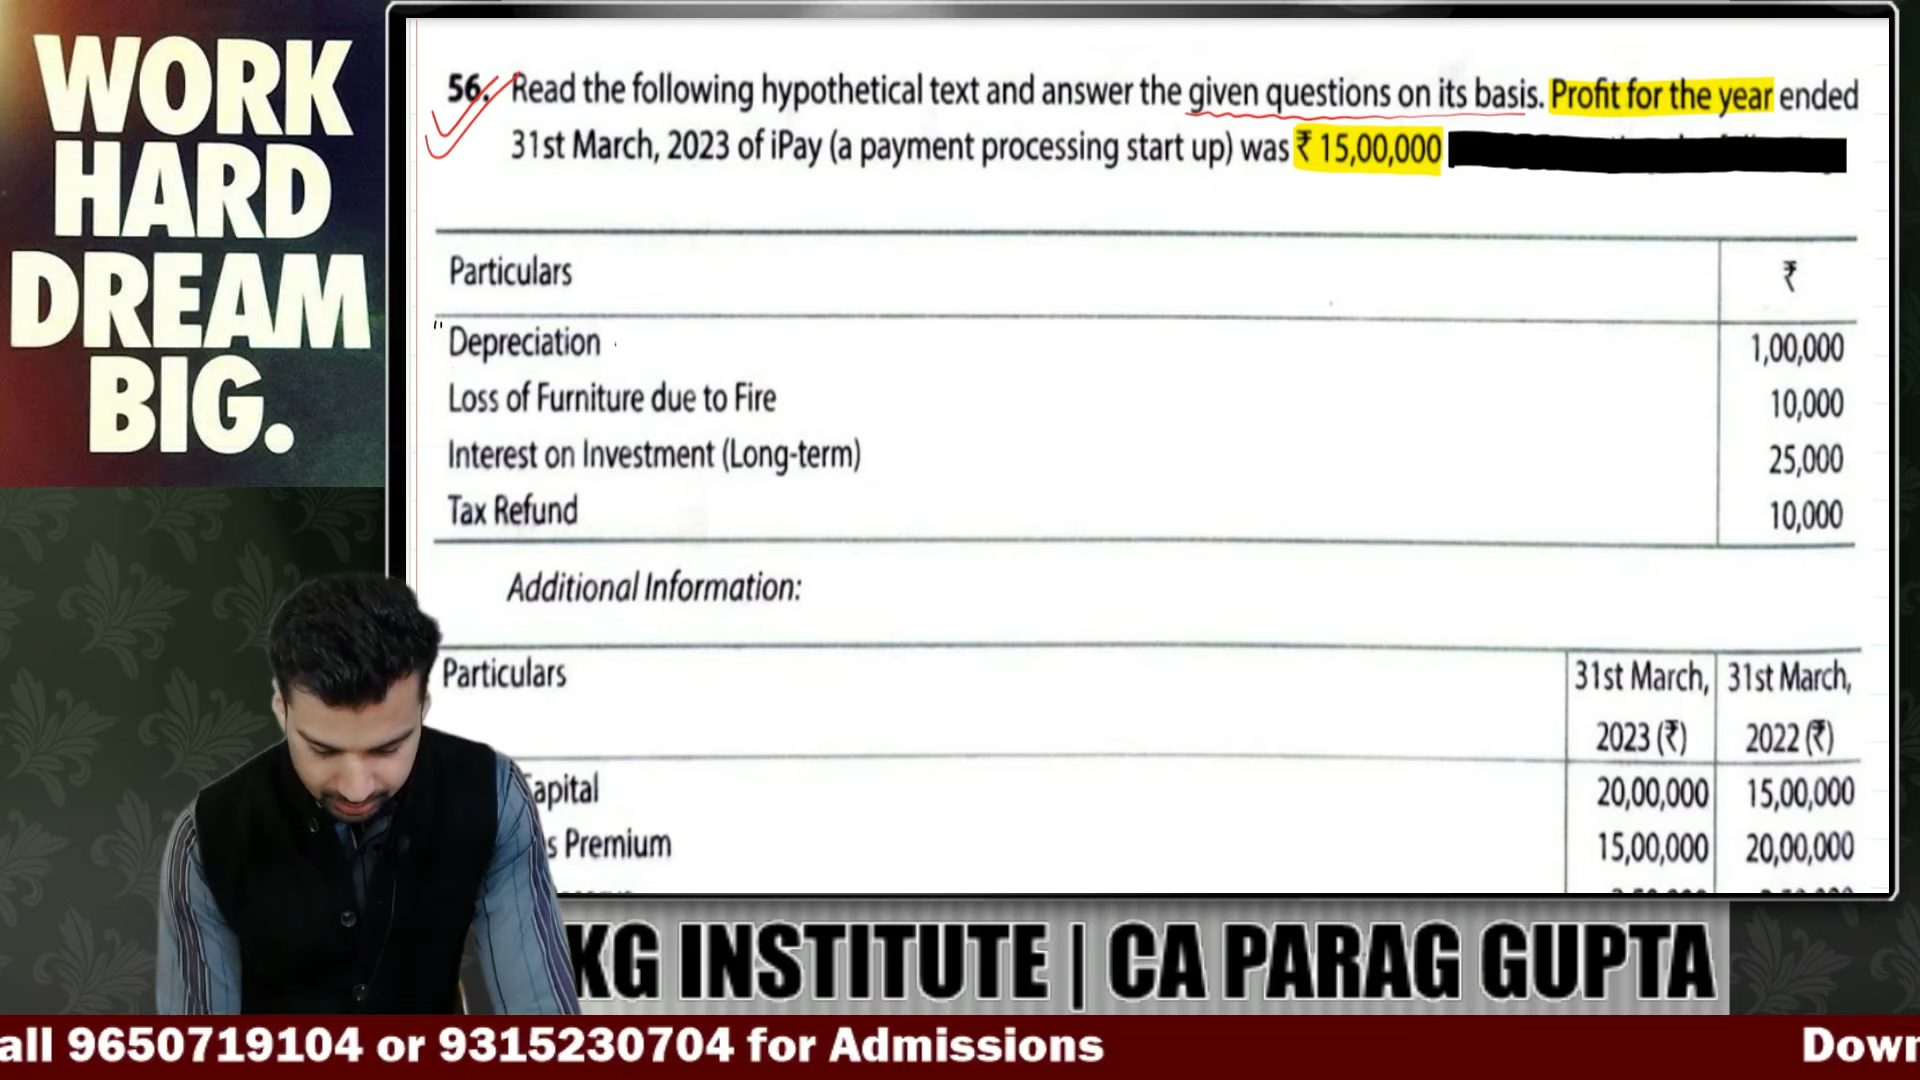 WORK
HARD
DREAM
BIG.
56. Read the following hypothetical text and answer the given questions on its basis. Profit for the year ended
31st March, 2023 of iPay (a payment processing start up) was ₹ 15,00,000
Particulars ₹
Depreciation 1,00,000
Loss of Furniture due to Fire 10,000
Interest on Investment (Long-term) 25,000
Tax Refund 10,000
Additional Information:
Particulars 31st March, 31st March,
2023 (₹) 2022 (₹)
apital 20,00,000 15,00,000
s Premium 15,00,000 20,00,000
KG INSTITUTE | CA PARAG GUPTA
all 9650719104 or 9315230704 for Admissions Down